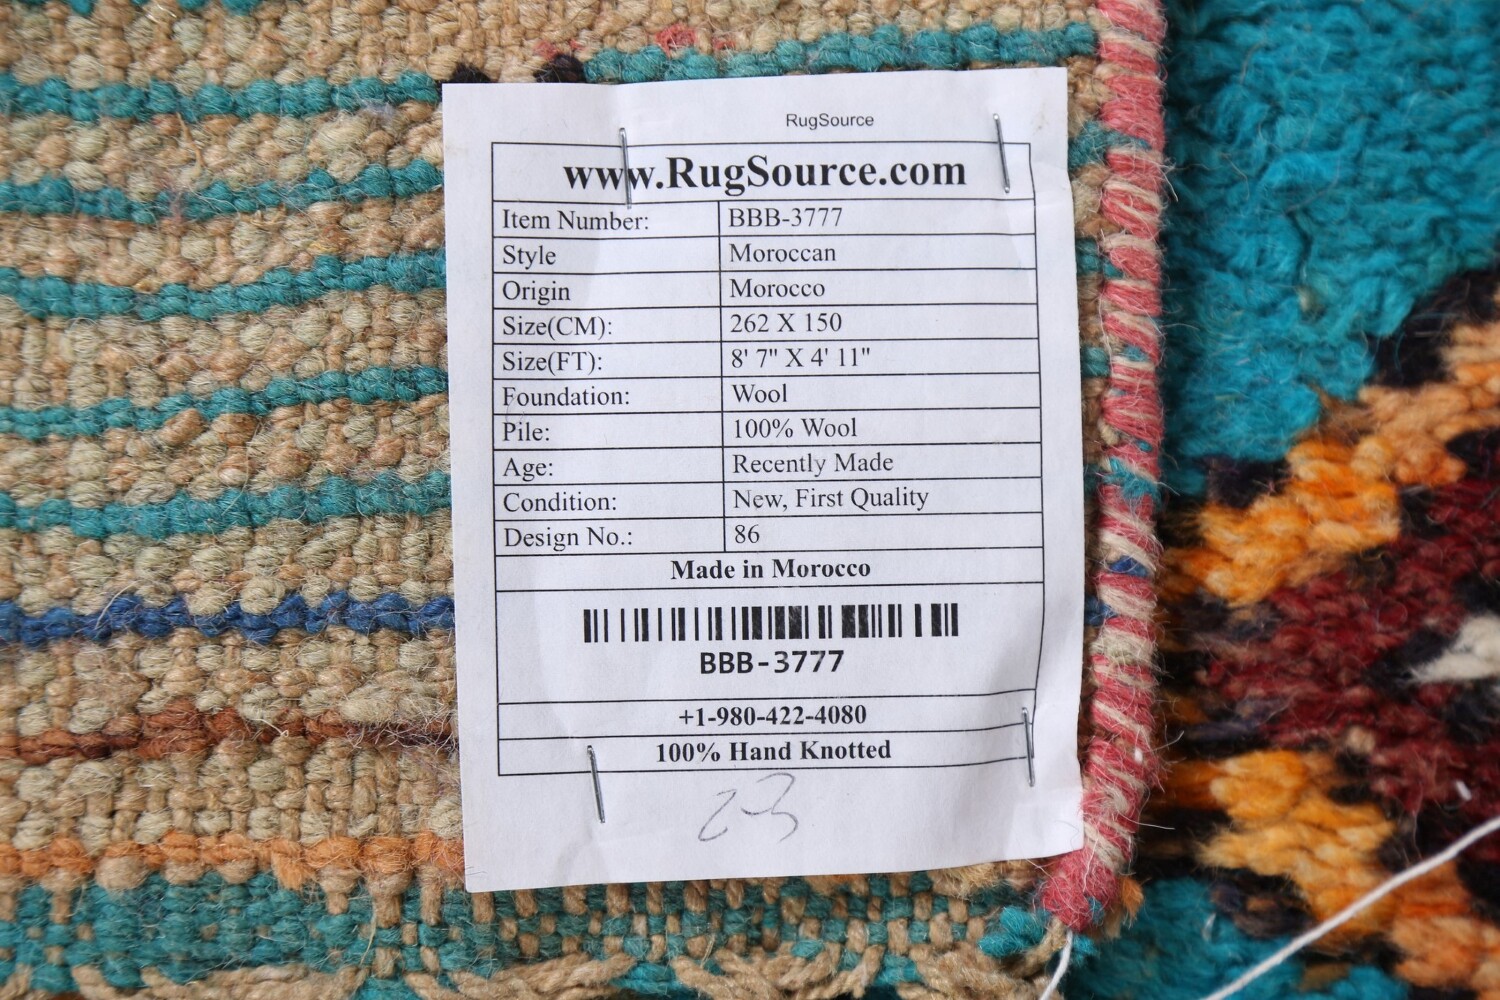 RugSource
www.RugSource.com
Item Number: BBB-3777
Style Moroccan
Origin Morocco
Size(CM): 262 X 150
Size(FT): 8' 7" X 4' 11"
Foundation: Wool
Pile: 100% Wool
Age: Recently Made
Condition: New, First Quality
Design No.: 86
Made in Morocco
BBB-3777
+1-980-422-4080
100% Hand Knotted
23